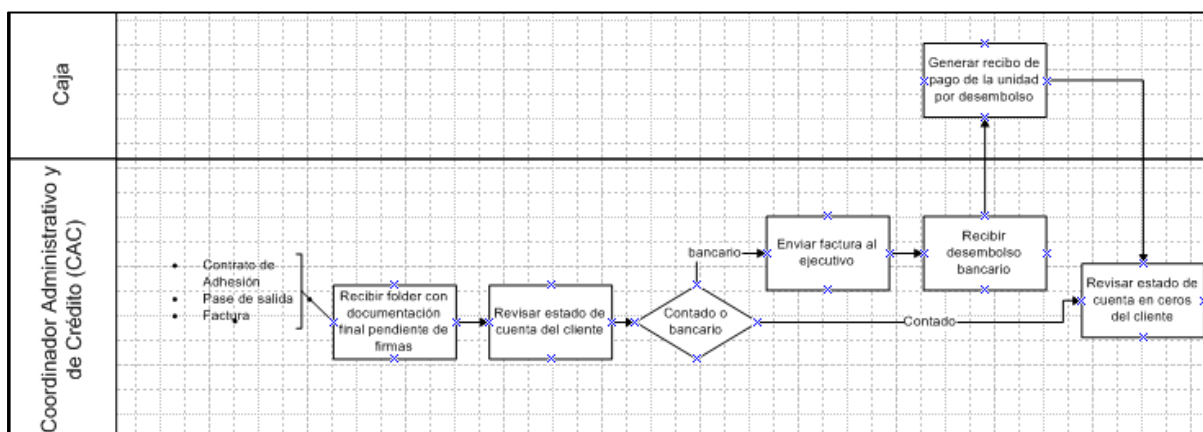 Caja
Generar recibo de
pago de la unidad
por desembolso
Coordinador Administrativo y
de Crédito (CAC)
Contrato de
Adhesión
Pase de salida
Factura
Recibir folder con
documentación
final pendiente de
firmas
Revisar estado de
cuenta del cliente
Contado o
bancario
bancario
Enviar factura al
ejecutivo
Recibir
desembolso
bancario
Contado
Revisar estado de
cuenta en ceros
del cliente